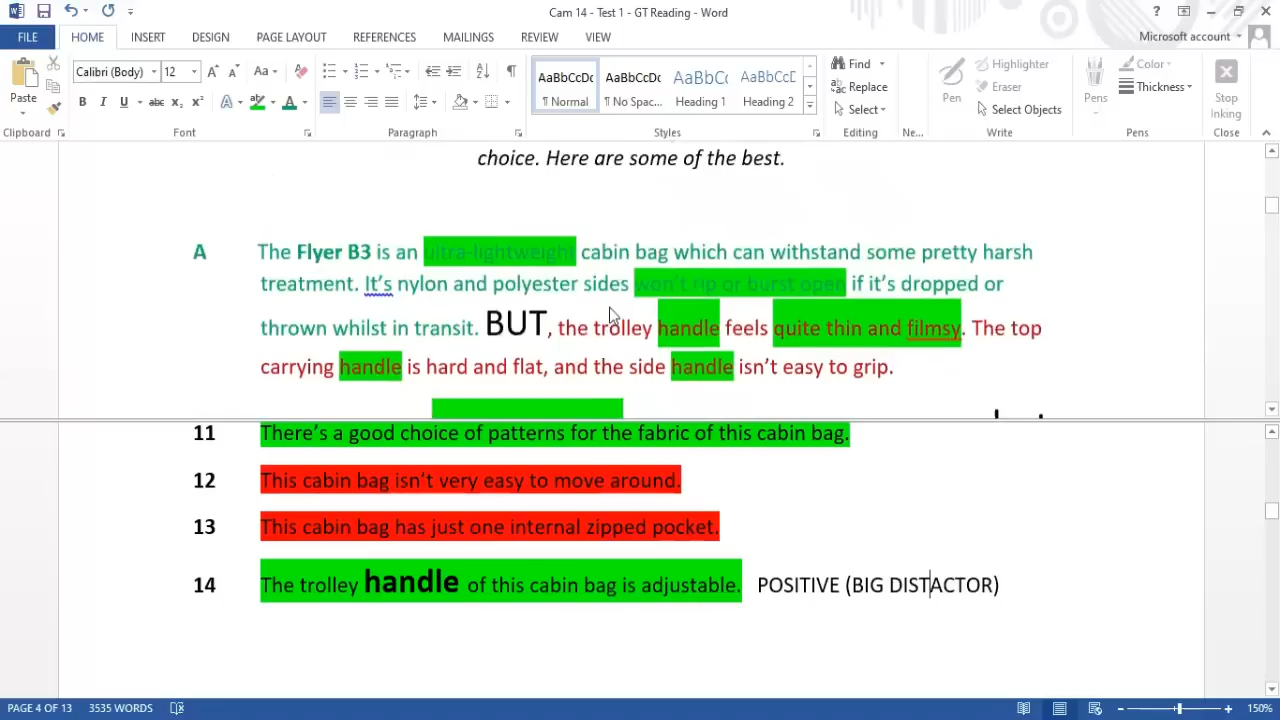 Cam 14 - Test 1 - GT Reading - Word
FILE HOME INSERT DESIGN PAGE LAYOUT REFERENCES MAILINGS REVIEW VIEW Microsoft account
Paste
Calibri (Body) 12
AaBbCcDc AaBbCcDc AaBbCc AaBbCcD
¶ Normal ¶ No Spac... Heading 1 Heading 2
Find
Replace
Select
Pen
Highlighter
Eraser
Select Objects
Pens
Color
Thickness
Stop Inking
Clipboard Font Paragraph Styles Editing Ne... Write Pens Close
choice. Here are some of the best.
A The Flyer B3 is an ultra-lightweight cabin bag which can withstand some pretty harsh
treatment. It's nylon and polyester sides won't rip or burst open if it's dropped or
thrown whilst in transit. BUT, the trolley handle feels quite thin and filmsy. The top
carrying handle is hard and flat, and the side handle isn't easy to grip.
11 There's a good choice of patterns for the fabric of this cabin bag.
12 This cabin bag isn't very easy to move around.
13 This cabin bag has just one internal zipped pocket.
14 The trolley handle of this cabin bag is adjustable. POSITIVE (BIG DISTACTOR)
PAGE 4 OF 13 3535 WORDS 150%